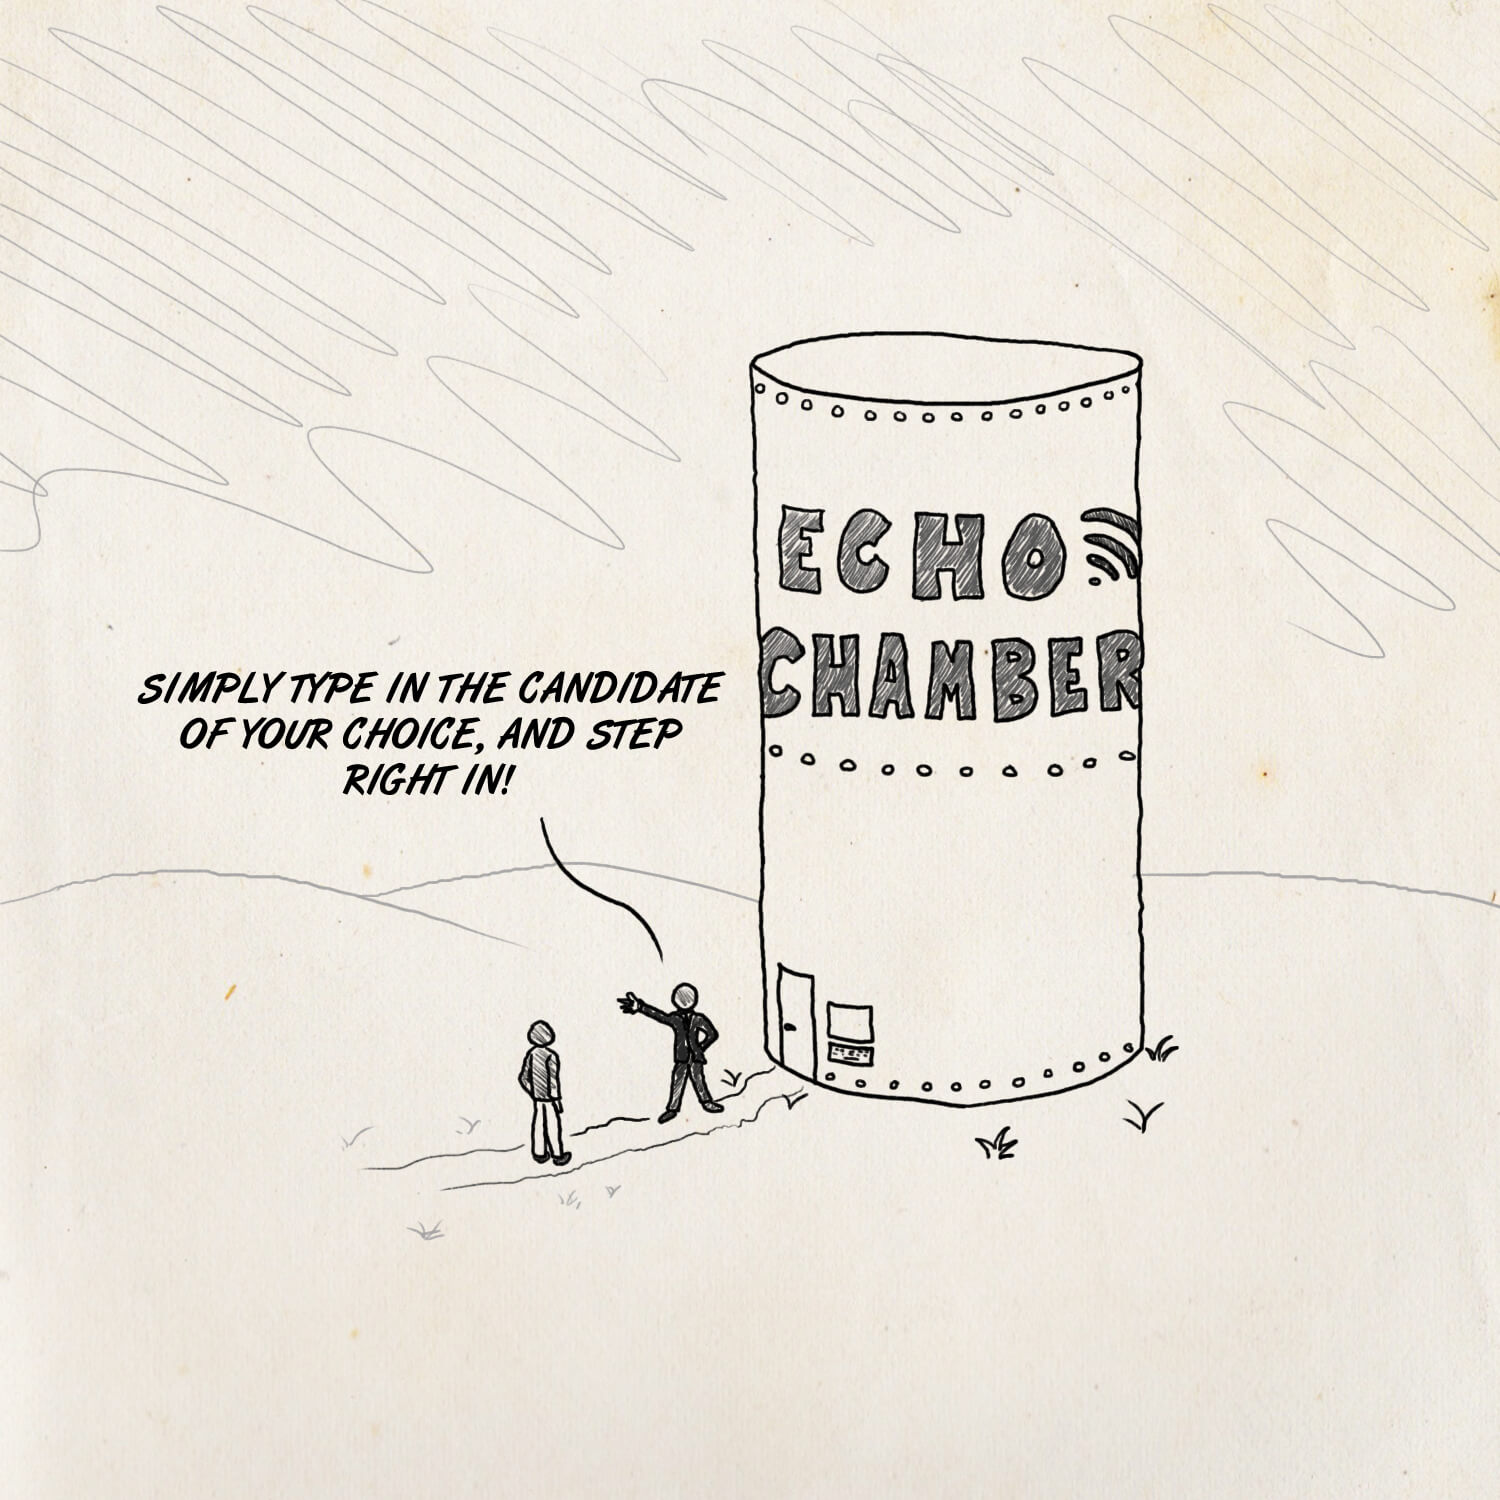 ECHO
CHAMBER
SIMPLY TYPE IN THE CANDIDATE
OF YOUR CHOICE, AND STEP
RIGHT IN!